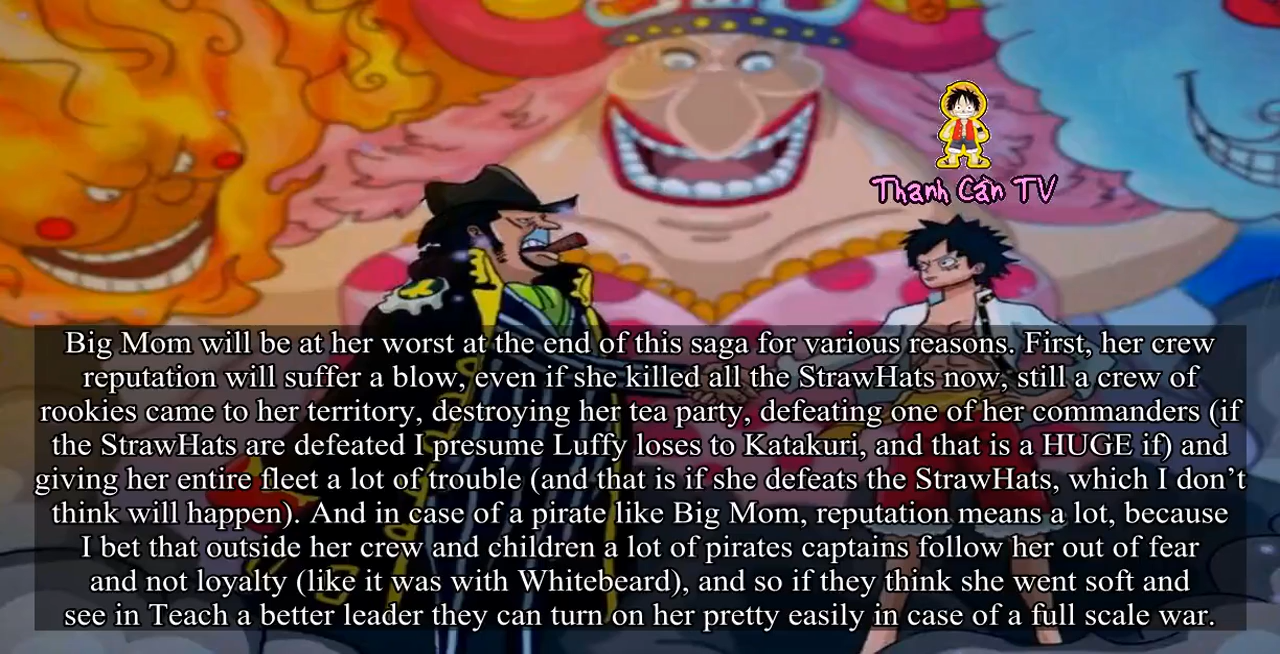 Thanh Cần TV
Big Mom will be at her worst at the end of this saga for various reasons. First, her crew
reputation will suffer a blow, even if she killed all the StrawHats now, still a crew of
rookies came to her territory, destroying her tea party, defeating one of her commanders (if
the StrawHats are defeated I presume Luffy loses to Katakuri, and that is a HUGE if) and
giving her entire fleet a lot of trouble (and that is if she defeats the StrawHats, which I don’t
think will happen). And in case of a pirate like Big Mom, reputation means a lot, because
I bet that outside her crew and children a lot of pirates captains follow her out of fear
and not loyalty (like it was with Whitebeard), and so if they think she went soft and
see in Teach a better leader they can turn on her pretty easily in case of a full scale war.